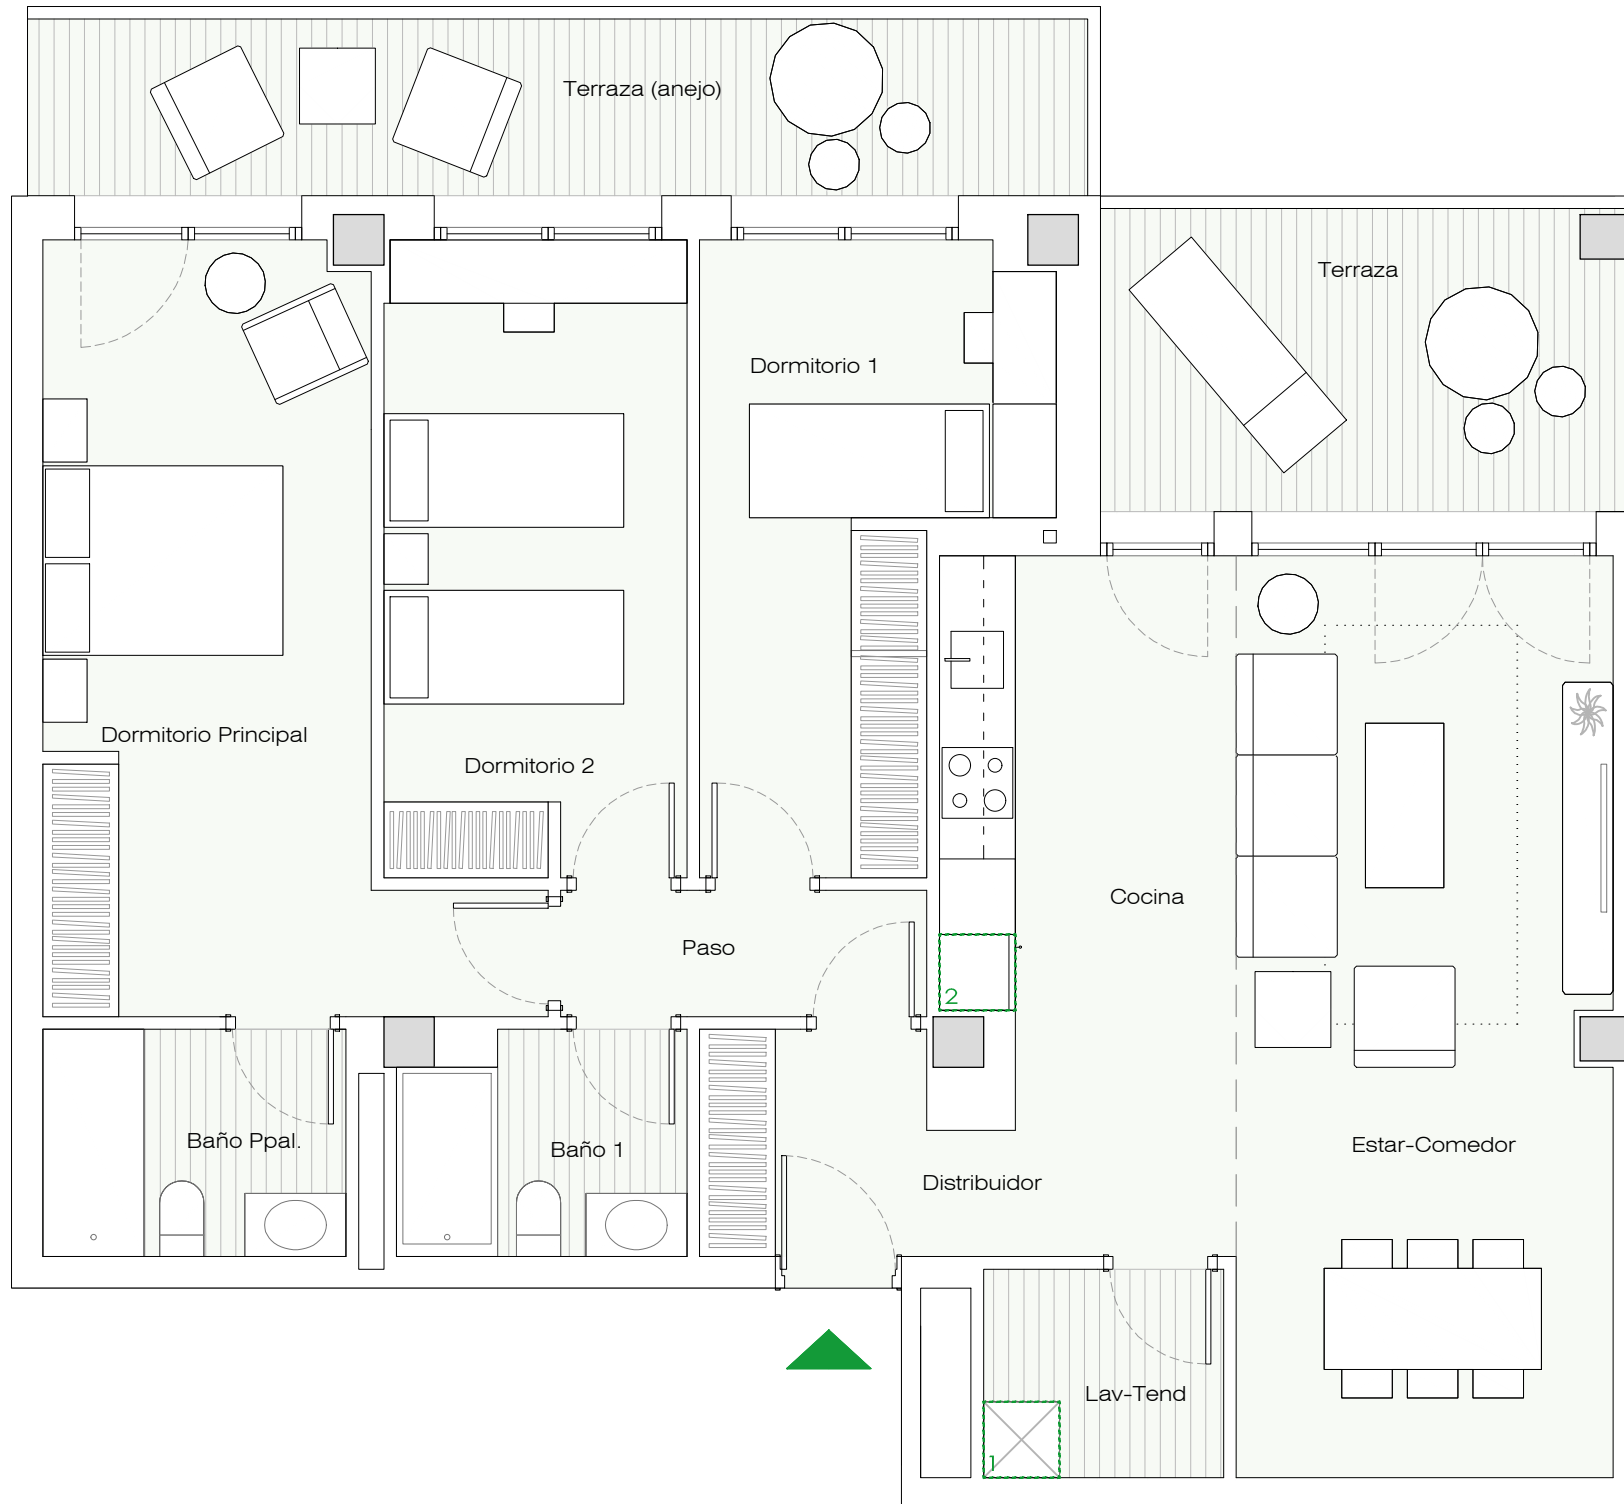 Terraza (anejo)
Terraza
Dormitorio 1
Dormitorio Principal
Dormitorio 2
Cocina
Paso
2
Baño Ppal.
Baño 1
Estar-Comedor
Distribuidor
Lav-Tend
1